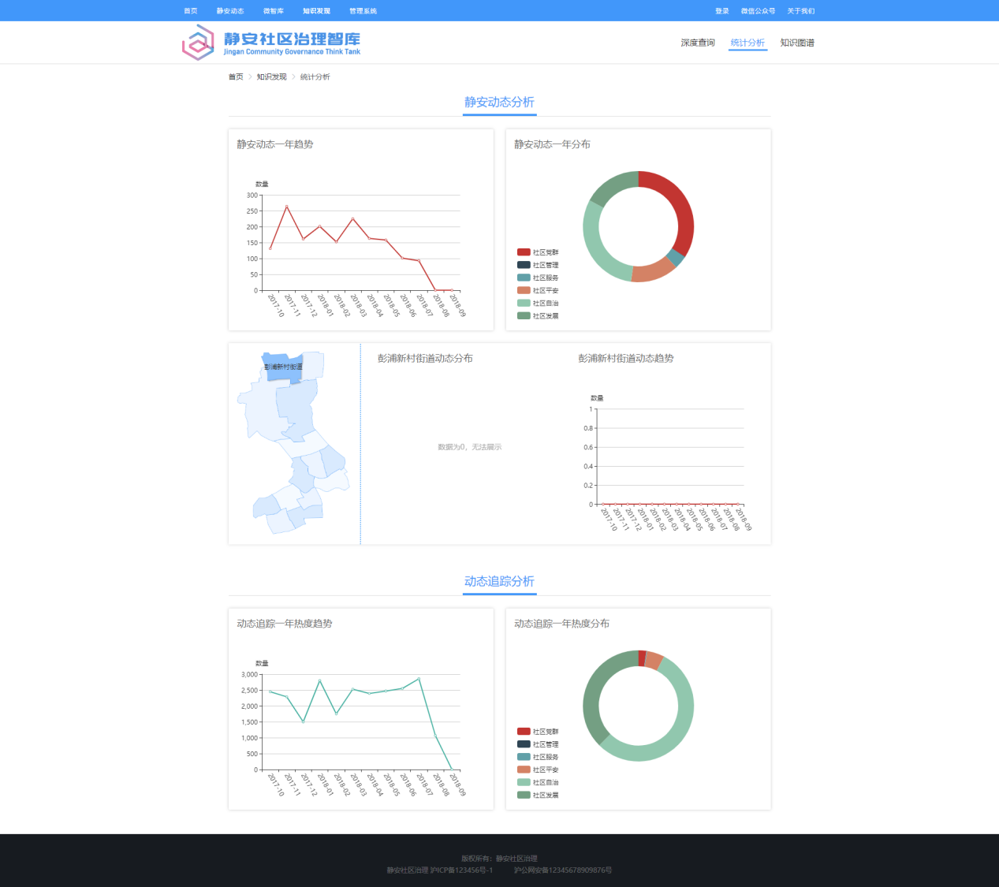 首页 静安动态 微智库 知识发现 管理系统 登录 微信公众号 关于我们
静安社区治理智库
Jingan Community Governance Think Tank
深度查询 统计分析 知识图谱
首页 > 知识发现 > 统计分析
静安动态分析
静安动态一年趋势
数量
300
250
200
150
100
50
0
2017-10 2017-11 2017-12 2018-01 2018-02 2018-03 2018-04 2018-05 2018-06 2018-07 2018-08 2018-09
静安动态一年分布
社区党群
社区管理
社区服务
社区平安
社区自治
社区发展
彭浦新村街道
彭浦新村街道动态分布
数据为0，无法展示
彭浦新村街道动态趋势
数量
1
0.8
0.6
0.4
0.2
0
2017-10 2017-11 2017-12 2018-01 2018-02 2018-03 2018-04 2018-05 2018-06 2018-07 2018-08 2018-09
动态追踪分析
动态追踪一年热度趋势
数量
3,000
2,500
2,000
1,500
1,000
500
0
2017-10 2017-11 2017-12 2018-01 2018-02 2018-03 2018-04 2018-05 2018-06 2018-07 2018-08 2018-09
动态追踪一年热度分布
社区党群
社区管理
社区服务
社区平安
社区自治
社区发展
版权所有：静安社区治理
静安社区治理 沪ICP备123456号-1 沪公网安备12345678909876号